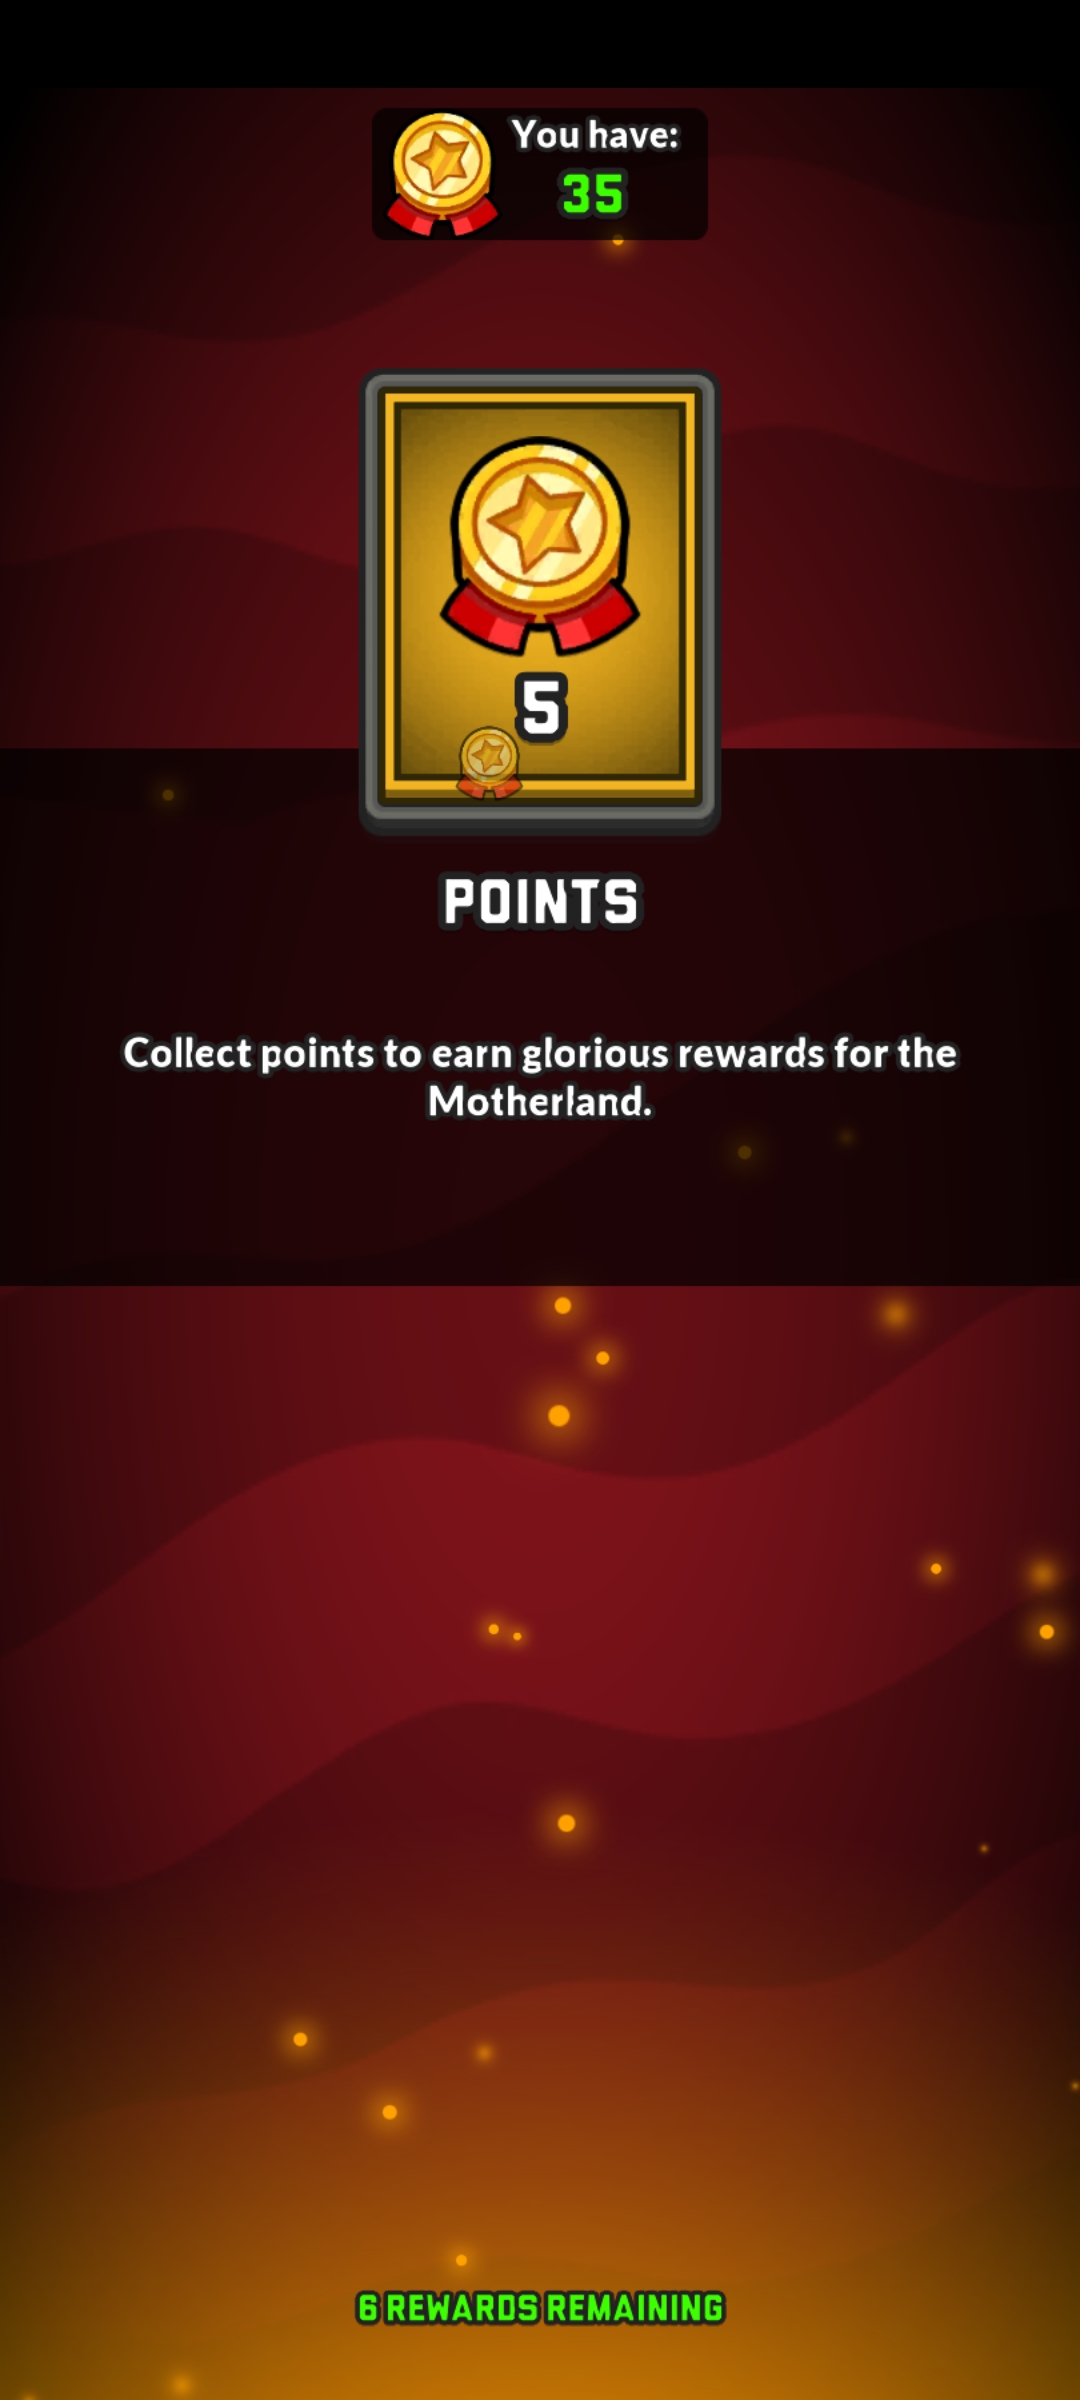 You have:
35
5
POINTS
Collect points to earn glorious rewards for the
Motherland.
6 REWARDS REMAINING